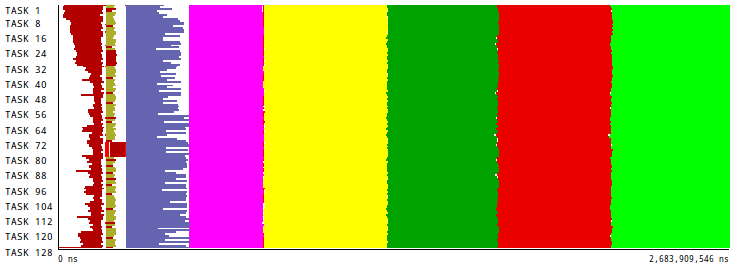 TASK 1
TASK 8
TASK 16
TASK 24
TASK 32
TASK 40
TASK 48
TASK 56
TASK 64
TASK 72
TASK 80
TASK 88
TASK 96
TASK 104
TASK 112
TASK 120
TASK 128
0 ns 2,683,909,546 ns